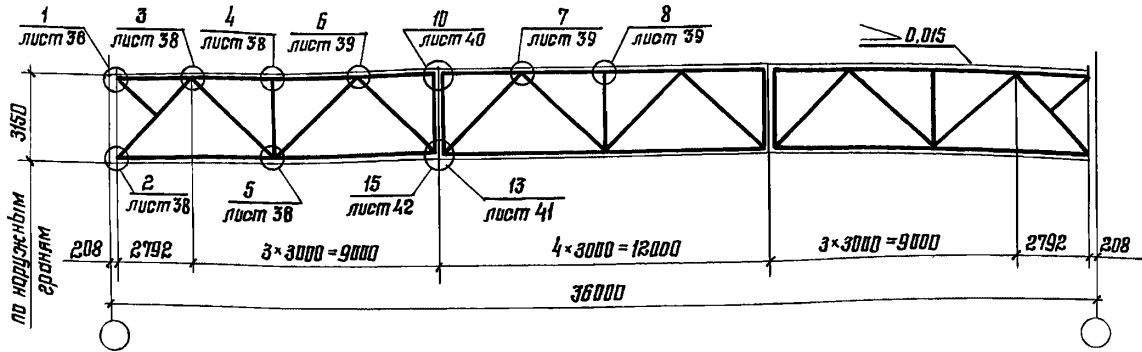 1
лист 38
3
лист 38
4
лист 38
6
лист 39
10
лист 40
7
лист 39
8
лист 39
0,015
3150
по наружным
граням
2
лист 38
5
лист 38
15
лист 42
13
лист 41
208
2792
3×3000=9000
4×3000=12000
3×3000=9000
2792
208
36000